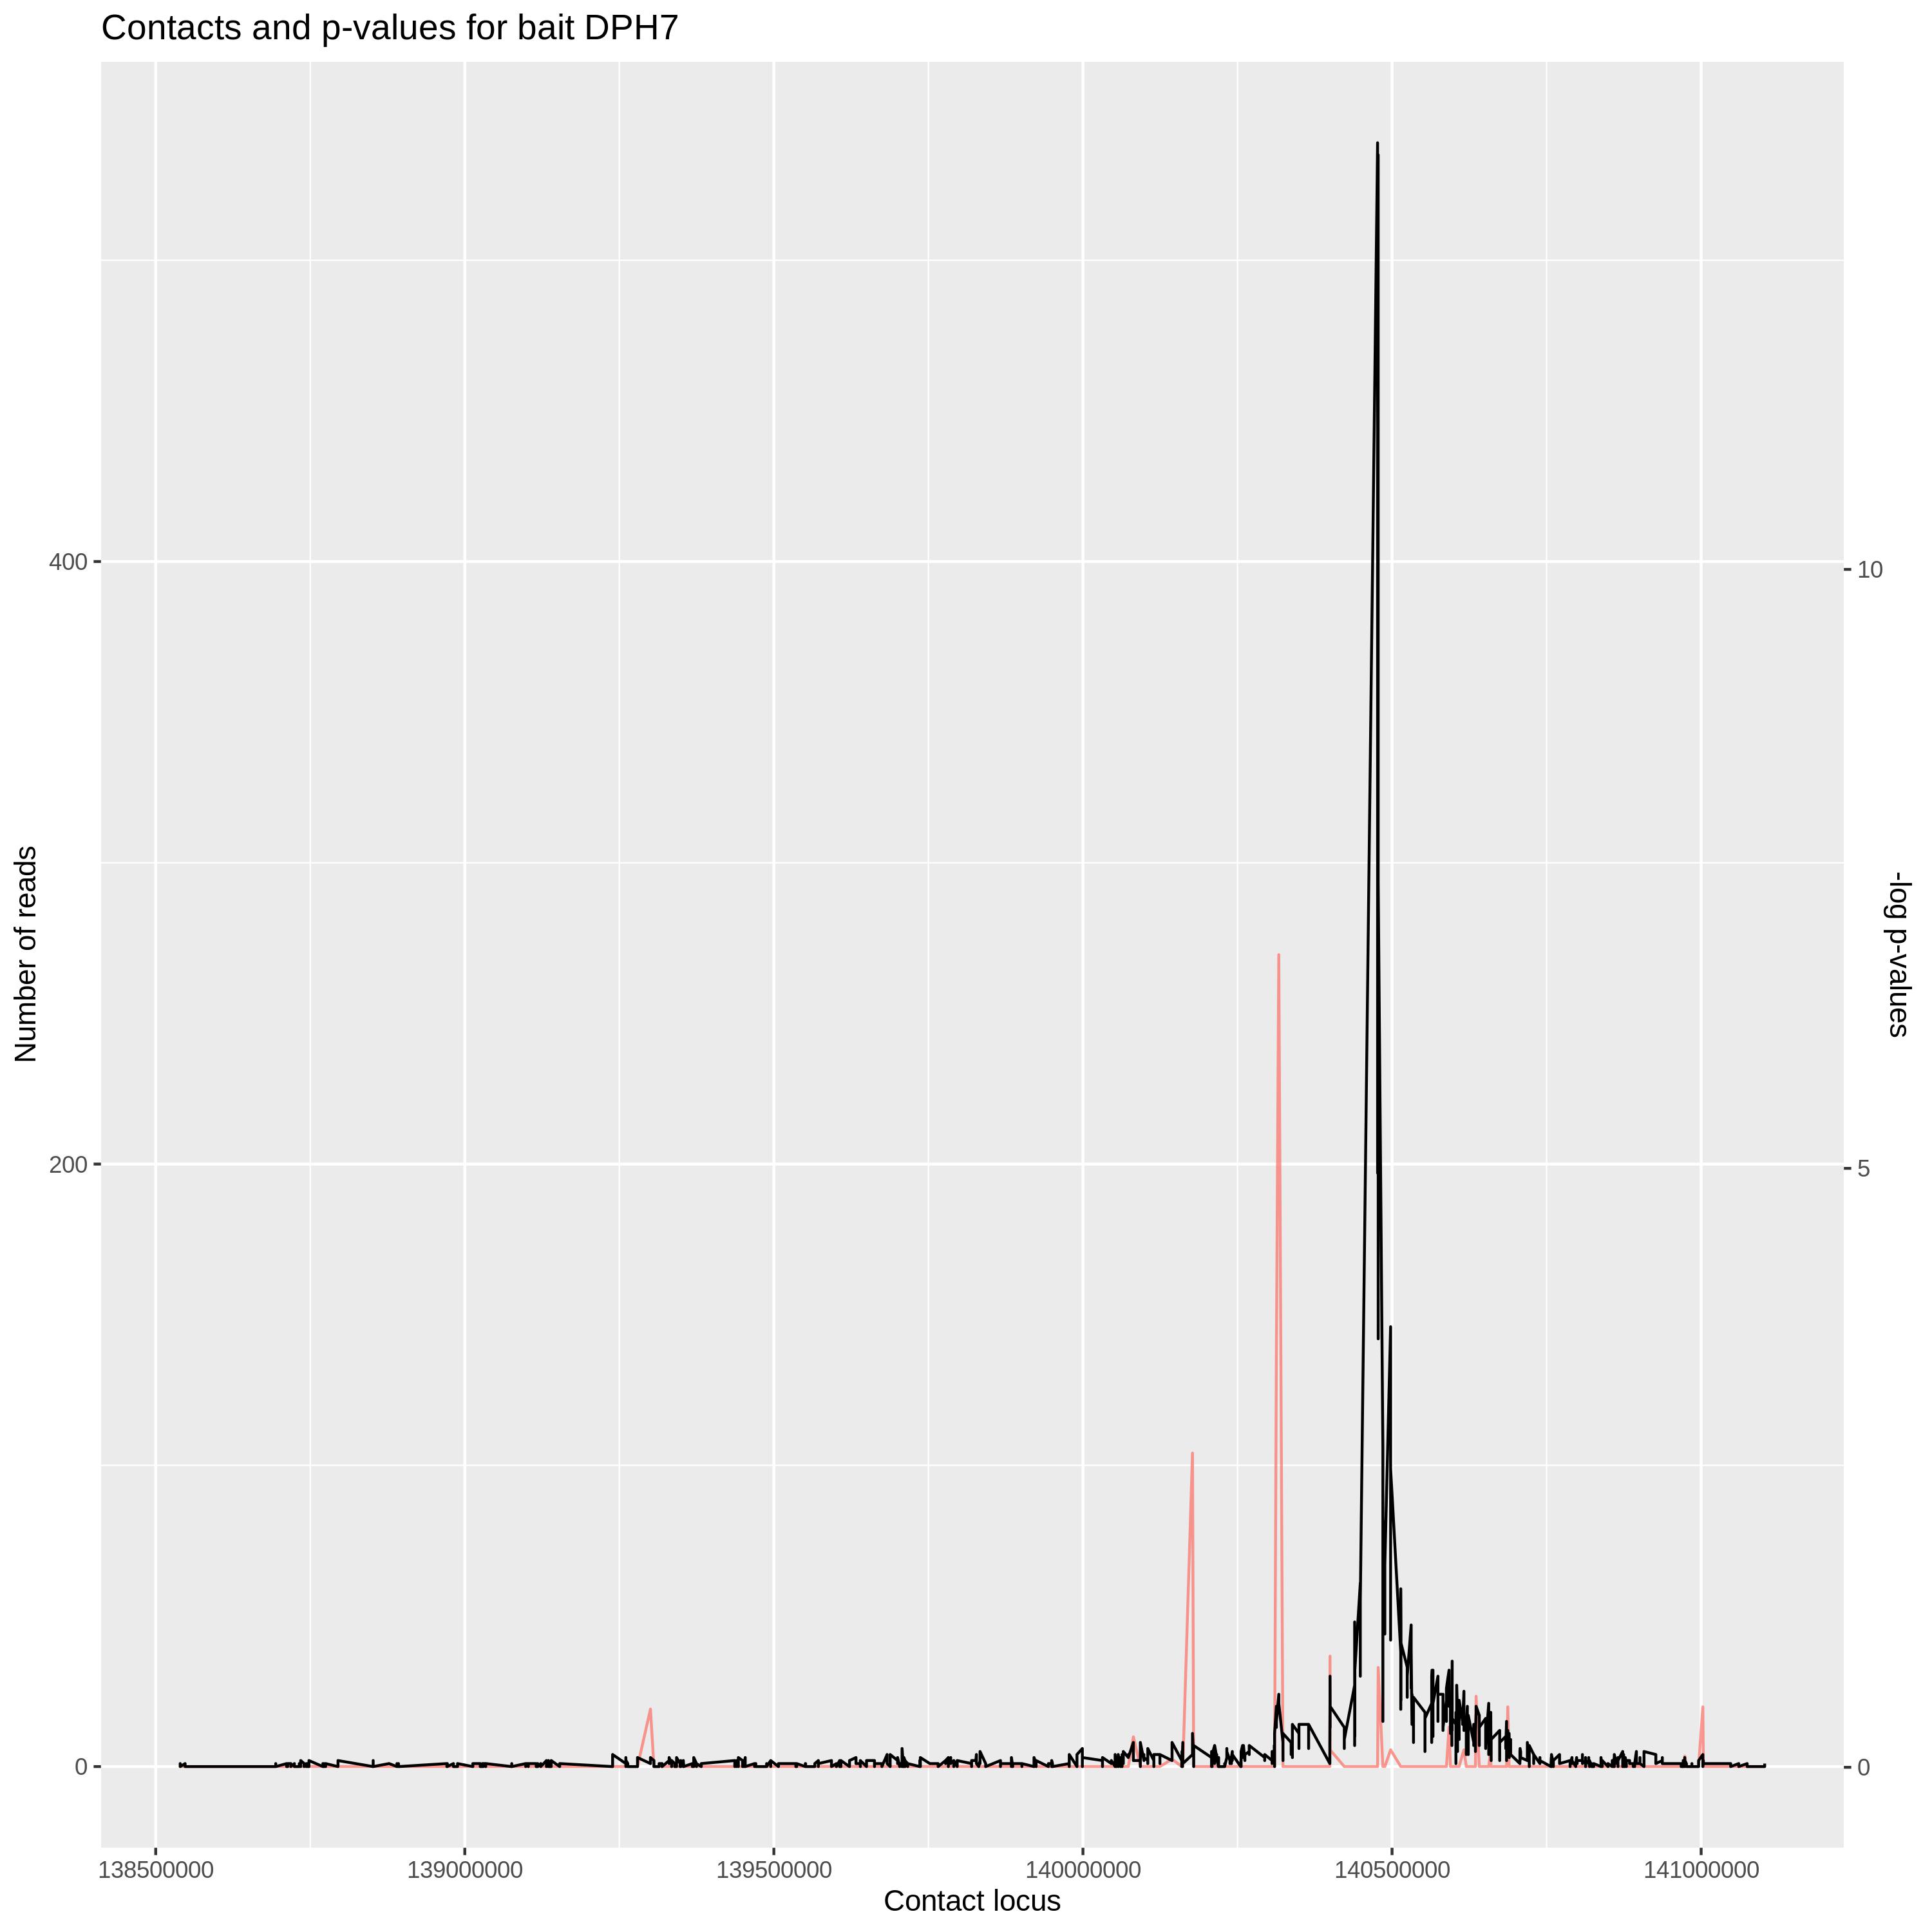 Contacts and p-values for bait DPH7
Number of reads
400
200
0
10
5
0
-log p-values
138500000 139000000 139500000 140000000 140500000 141000000
Contact locus